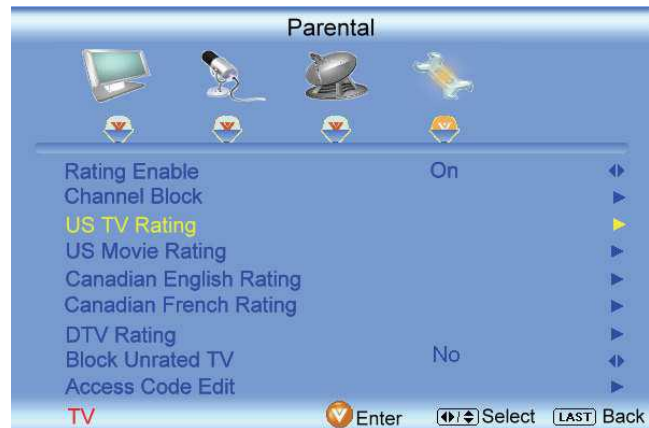 Parental
Rating Enable On
Channel Block
US TV Rating
US Movie Rating
Canadian English Rating
Canadian French Rating
DTV Rating
Block Unrated TV No
Access Code Edit
TV Enter Select LAST Back